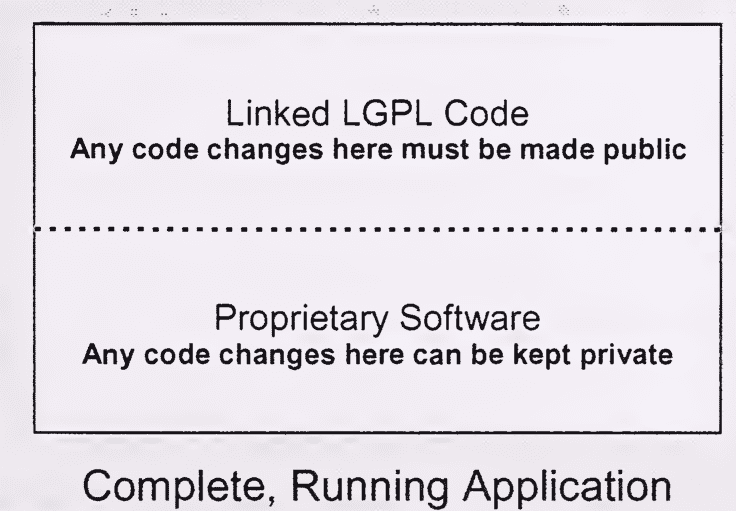 Linked LGPL Code
Any code changes here must be made public
Proprietary Software
Any code changes here can be kept private
Complete, Running Application